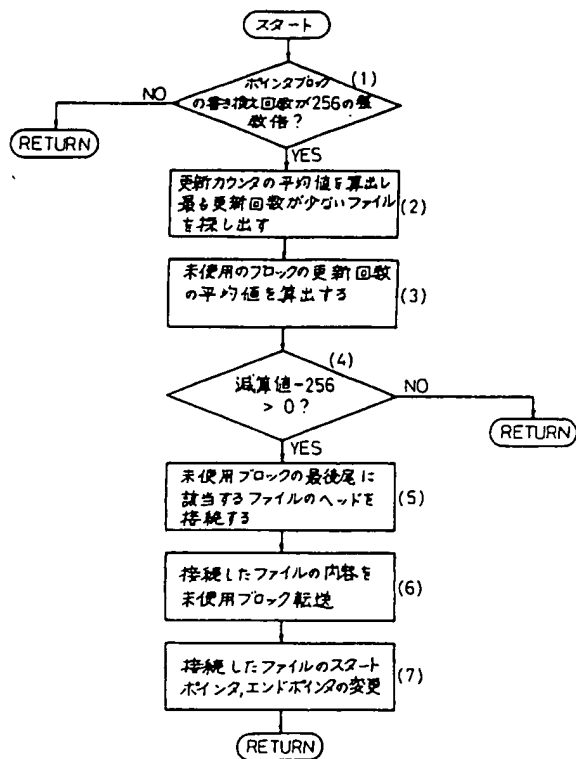 スタート
(1)
ポインタブロック
の書き換え回数が256の整
数倍?
NO
RETURN
YES
更新カウンタの平均値を算出し
最も更新回数が少ないファイル
を探し出す
(2)
未使用のブロックの更新回数
の平均値を算出する
(3)
(4)
減算値-256
> 0?
NO
RETURN
YES
未使用ブロックの最後尾に
該当するファイルのヘッドを
接続する
(5)
接続したファイルの内容を
未使用ブロック転送
(6)
接続したファイルのスタート
ポインタ,エンドポインタの変更
(7)
RETURN